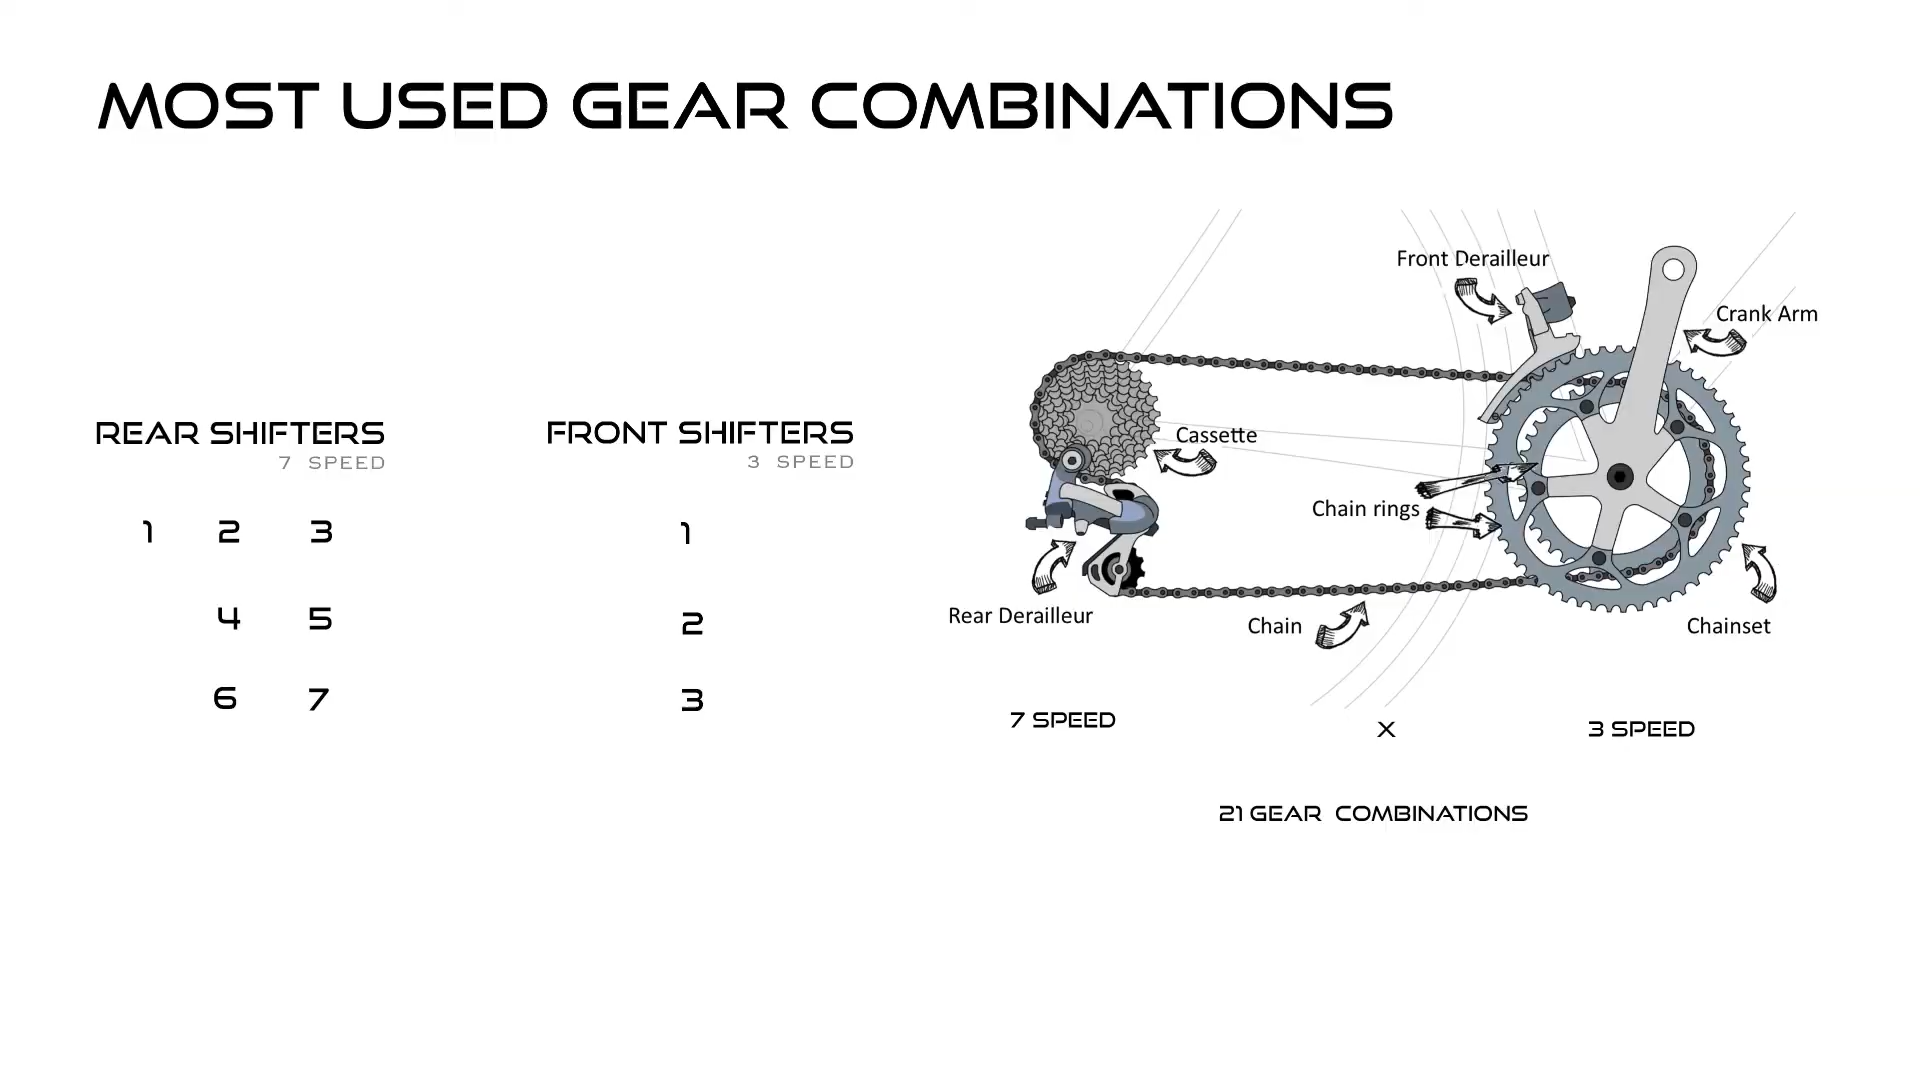 MOST USED GEAR COMBINATIONS
REAR SHIFTERS
7 SPEED
1 2 3
4 5
6 7
FRONT SHIFTERS
3 SPEED
1
2
3
Front Derailleur
Crank Arm
Cassette
Chain rings
Rear Derailleur
Chain
Chainset
7 SPEED X 3 SPEED
21 GEAR COMBINATIONS